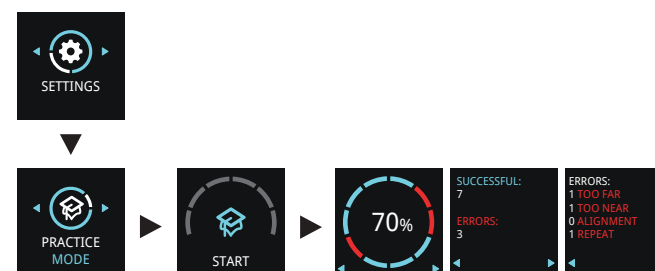 SETTINGS
PRACTICE
MODE
START
70%
SUCCESSFUL:
7
ERRORS:
3
ERRORS:
1 TOO FAR
1 TOO NEAR
0 ALIGNMENT
1 REPEAT